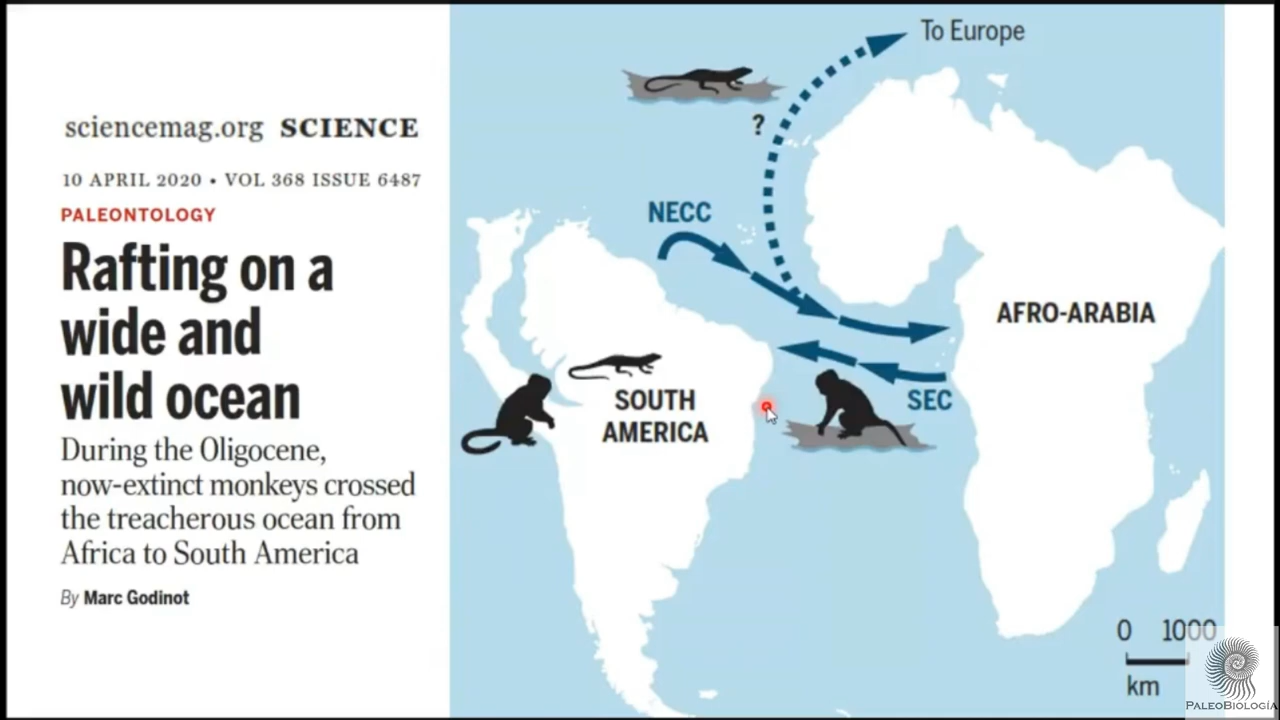 sciencemag.org SCIENCE
10 APRIL 2020 • VOL 368 ISSUE 6487
PALEONTOLOGY
Rafting on a
wide and
wild ocean
During the Oligocene,
now-extinct monkeys crossed
the treacherous ocean from
Africa to South America
By Marc Godinot
To Europe
?
NECC
AFRO-ARABIA
SOUTH
AMERICA
SEC
0 1000
km
PALEOBIOLOGÍA